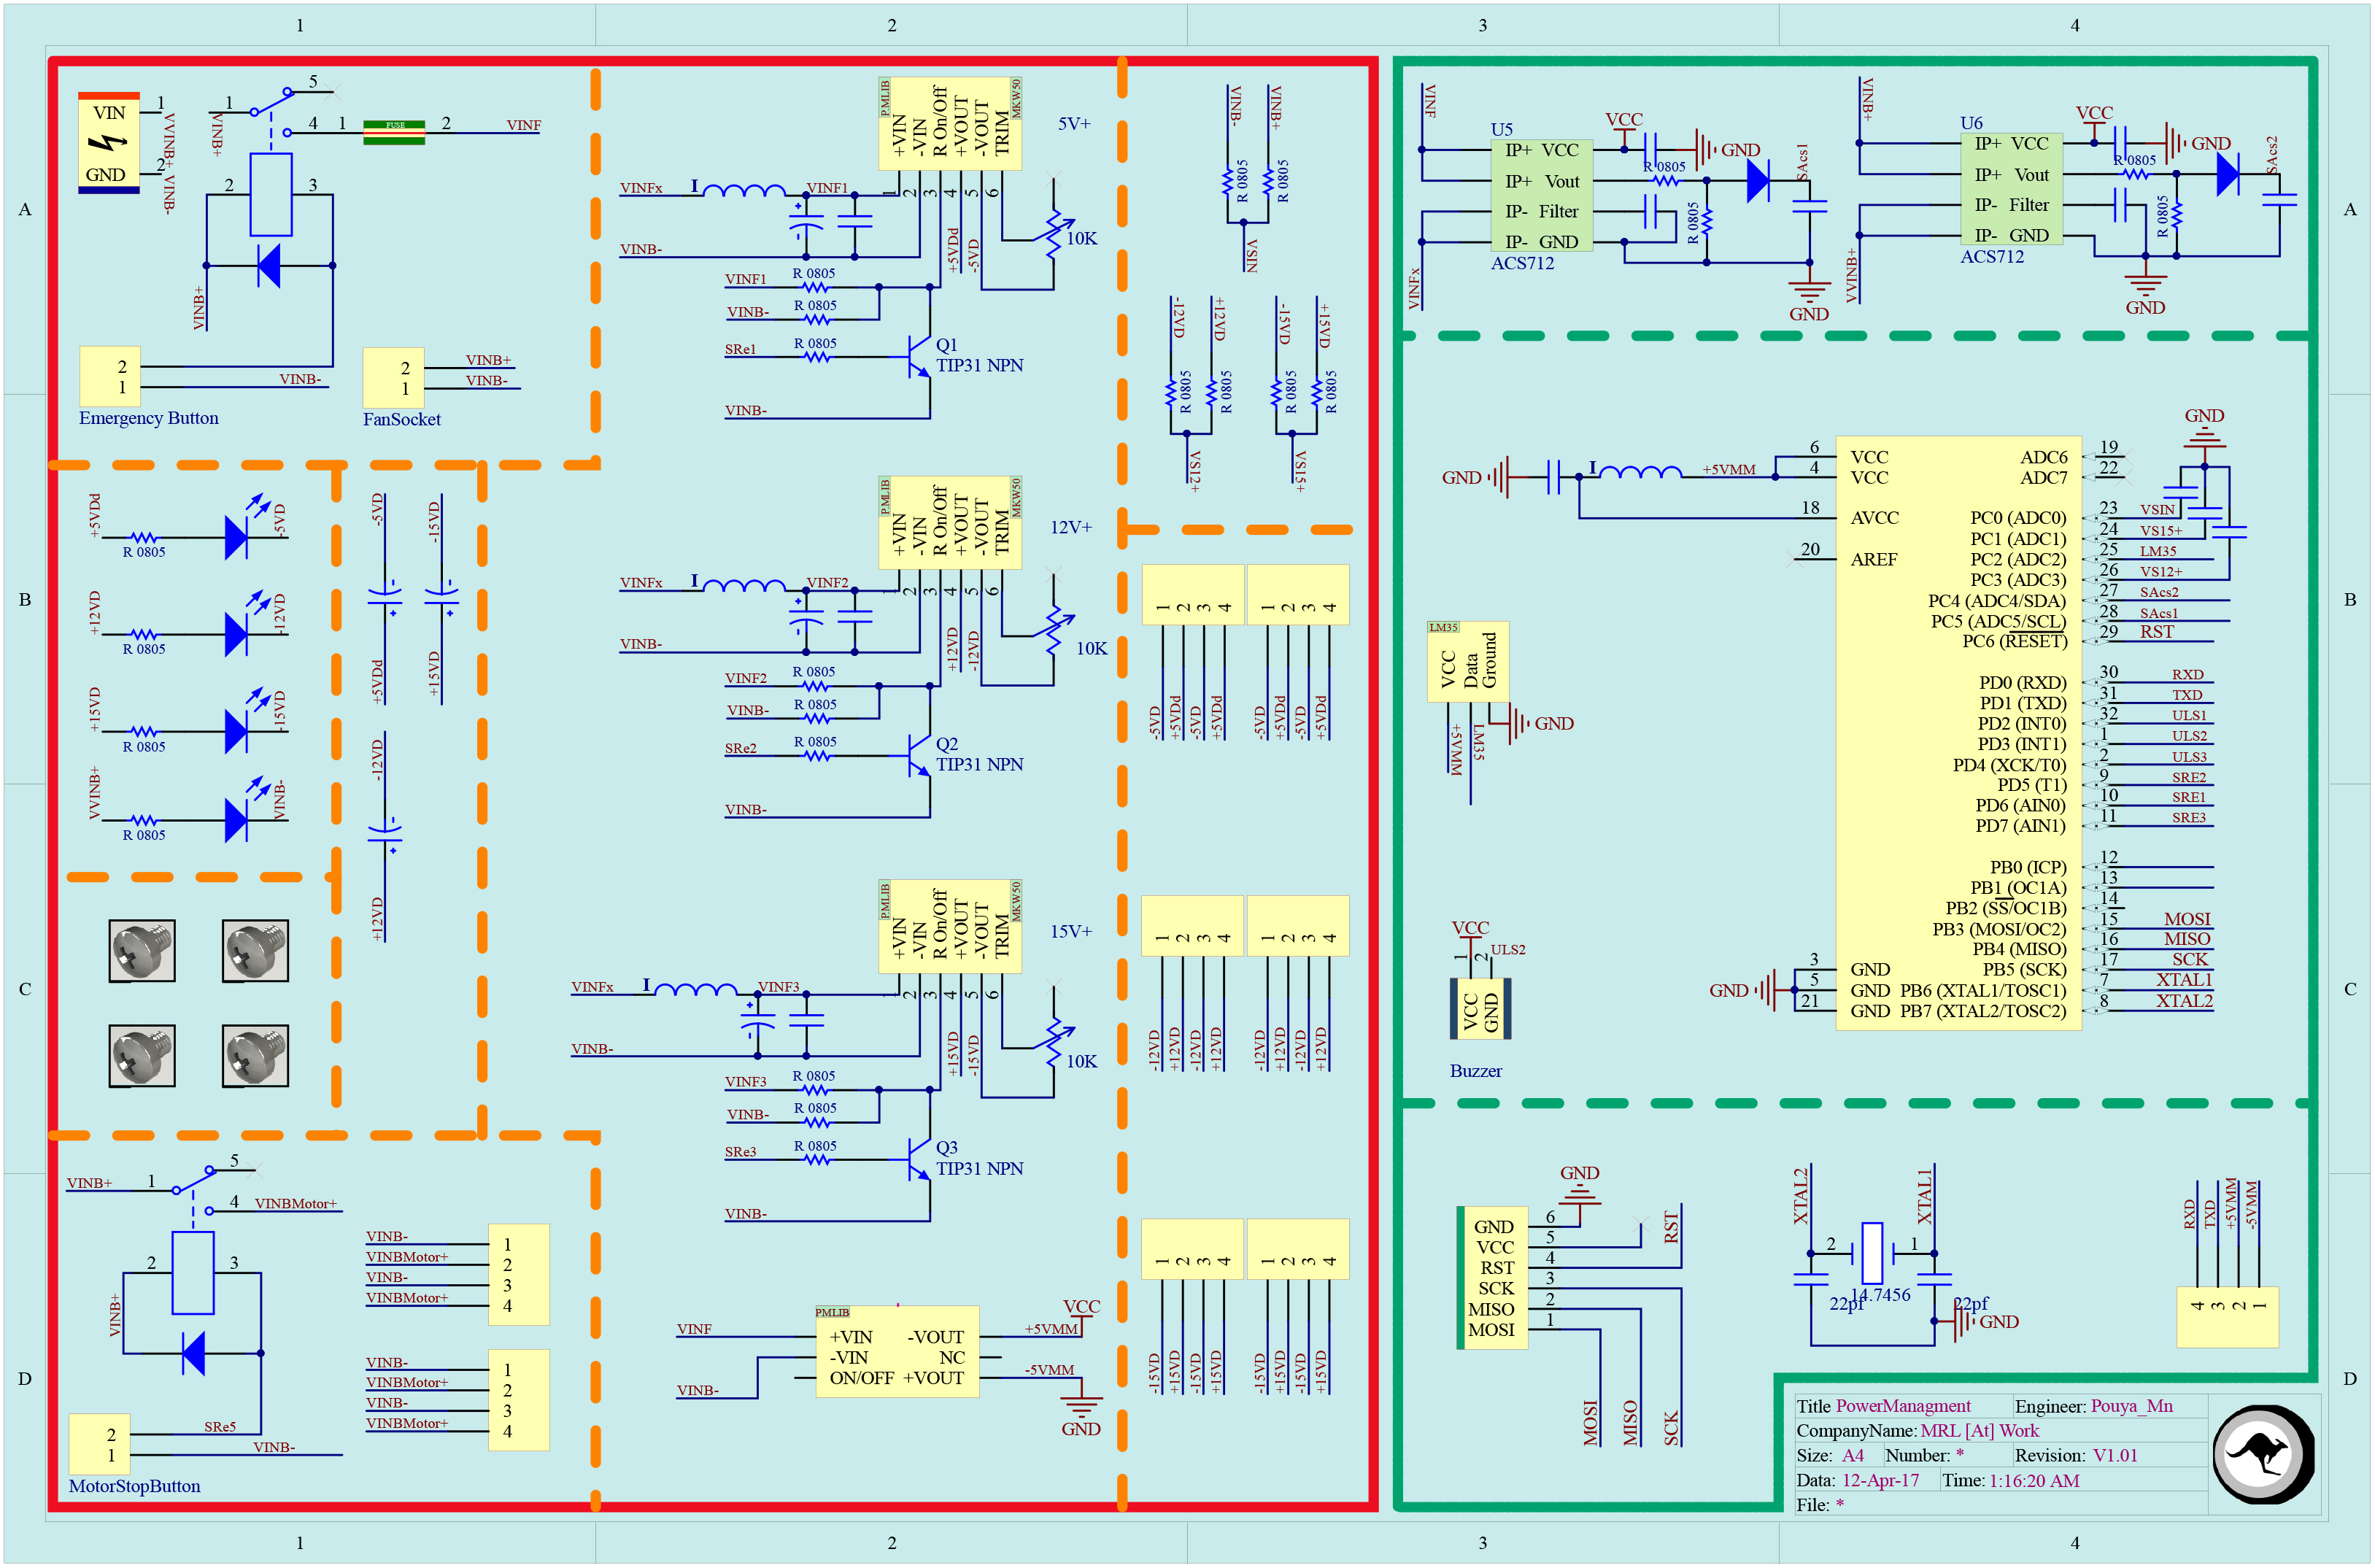 1 2 3 4
A
B
C
D
VIN
GND
1
2
VVINB+
VINB-
VINB+
1
5
4
1
FUSE
2
VINF
2
3
VINB+
2
1
VINB-
Emergency Button
2
1
VINB+
VINB-
FanSocket
+5VDd
R 0805
-5VD
+12VD
R 0805
-12VD
+15VD
R 0805
-15VD
VVINB+
R 0805
VINB-
-5VD
+5VDd
-15VD
+15VD
-12VD
+12VD
VINB+
1
5
4
VINBMotor+
2
3
VINB+
2
1
SRe5
VINB-
MotorStopButton
VINB- 1
VINBMotor+ 2
VINB- 3
VINBMotor+ 4
VINB- 1
VINBMotor+ 2
VINB- 3
VINBMotor+ 4
5V+
P.MLIB
MKW50
+VIN
-VIN
R On/Off
+VOUT
-VOUT
TRIM
1 2 3 4 5 6
VINFx
I
VINF1
VINB-
+5VDd
-5VD
10K
VINF1
R 0805
VINB-
R 0805
SRe1
R 0805
Q1
TIP31 NPN
VINB-
12V+
P.MLIB
MKW50
+VIN
-VIN
R On/Off
+VOUT
-VOUT
TRIM
1 2 3 4 5 6
VINFx
I
VINF2
VINB-
+12VD
-12VD
10K
VINF2
R 0805
VINB-
R 0805
SRe2
R 0805
Q2
TIP31 NPN
VINB-
15V+
P.MLIB
MKW50
+VIN
-VIN
R On/Off
+VOUT
-VOUT
TRIM
1 2 3 4 5 6
VINFx
I
VINF3
VINB-
+15VD
-15VD
10K
VINF3
R 0805
VINB-
R 0805
SRe3
R 0805
Q3
TIP31 NPN
VINB-
PMLIB
VINF
VINB-
+VIN -VOUT
-VIN NC
ON/OFF +VOUT
+5VMM
VCC
-5VMM
GND
VINB-
VINB+
R 0805
R 0805
VSIN
-12VD
+12VD
-15VD
+15VD
R 0805
R 0805
R 0805
R 0805
VS12+
VS15+
1 2 3 4
1 2 3 4
-5VD
+5VDd
-5VD
+5VDd
-5VD
+5VDd
-5VD
+5VDd
1 2 3 4
1 2 3 4
-12VD
+12VD
-12VD
+12VD
-12VD
+12VD
-12VD
+12VD
1 2 3 4
1 2 3 4
-15VD
+15VD
-15VD
+15VD
-15VD
+15VD
-15VD
+15VD
VINF
VINFx
U5
IP+ VCC
IP+ Vout
IP- Filter
IP- GND
ACS712
VCC
GND
R 0805
R 0805
SAcs1
GND
VINB+
VVINB+
U6
IP+ VCC
IP+ Vout
IP- Filter
IP- GND
ACS712
VCC
GND
R 0805
R 0805
SAcs2
GND
GND
I
+5VMM
6 VCC
4 VCC
18 AVCC
20 AREF
3 GND
5 GND
21 GND
GND
GND
ADC6 19
ADC7 22
PC0 (ADC0) 23 VSIN
PC1 (ADC1) 24 VS15+
PC2 (ADC2) 25 LM35
PC3 (ADC3) 26 VS12+
PC4 (ADC4/SDA) 27 SAcs2
PC5 (ADC5/SCL) 28 SAcs1
PC6 (RESET) 29 RST
PD0 (RXD) 30 RXD
PD1 (TXD) 31 TXD
PD2 (INT0) 32 ULS1
PD3 (INT1) 1 ULS2
PD4 (XCK/T0) 2 ULS3
PD5 (T1) 9 SRE2
PD6 (AIN0) 10 SRE1
PD7 (AIN1) 11 SRE3
PB0 (ICP) 12
PB1 (OC1A) 13
PB2 (SS/OC1B) 14
PB3 (MOSI/OC2) 15 MOSI
PB4 (MISO) 16 MISO
PB5 (SCK) 17 SCK
PB6 (XTAL1/TOSC1) 7 XTAL1
PB7 (XTAL2/TOSC2) 8 XTAL2
LM35
VCC
Data
Ground
+5VMM
LM35
GND
VCC
1
2
ULS2
VCC
GND
Buzzer
GND
GND 6
VCC 5
RST 4
SCK 3
MISO 2
MOSI 1
RST
MOSI
MISO
SCK
XTAL2
XTAL1
2
1
14.7456
22pf
22pf
GND
RXD
TXD
+5VMM
-5VMM
4 3 2 1
Title PowerManagment Engineer: Pouya_Mn
CompanyName: MRL [At] Work
Size: A4 Number: * Revision: V1.01
Data: 12-Apr-17 Time: 1:16:20 AM
File: *
A
B
C
D
1 2 3 4